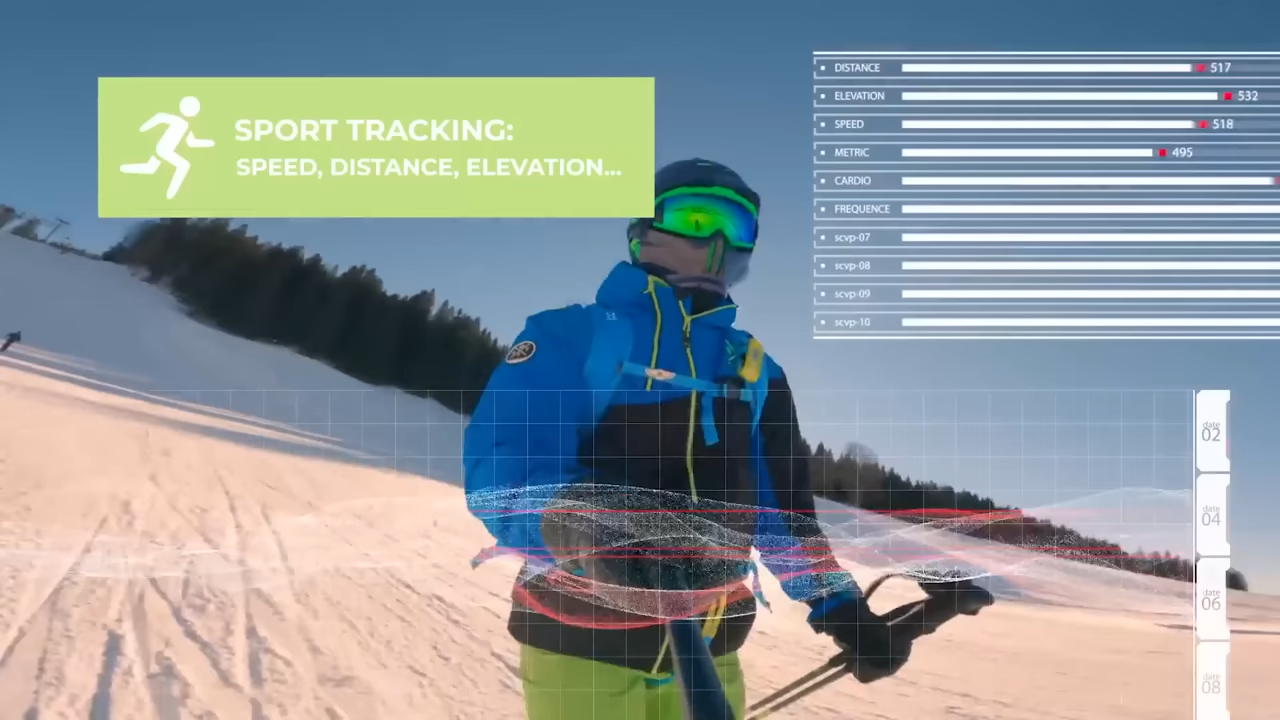 SPORT TRACKING:
SPEED, DISTANCE, ELEVATION...
DISTANCE 517
ELEVATION 532
SPEED 518
METRIC 495
CARDIO
FREQUENCE
scvp-07
scvp-08
scvp-09
scvp-10
date
02
date
04
date
06
date
08